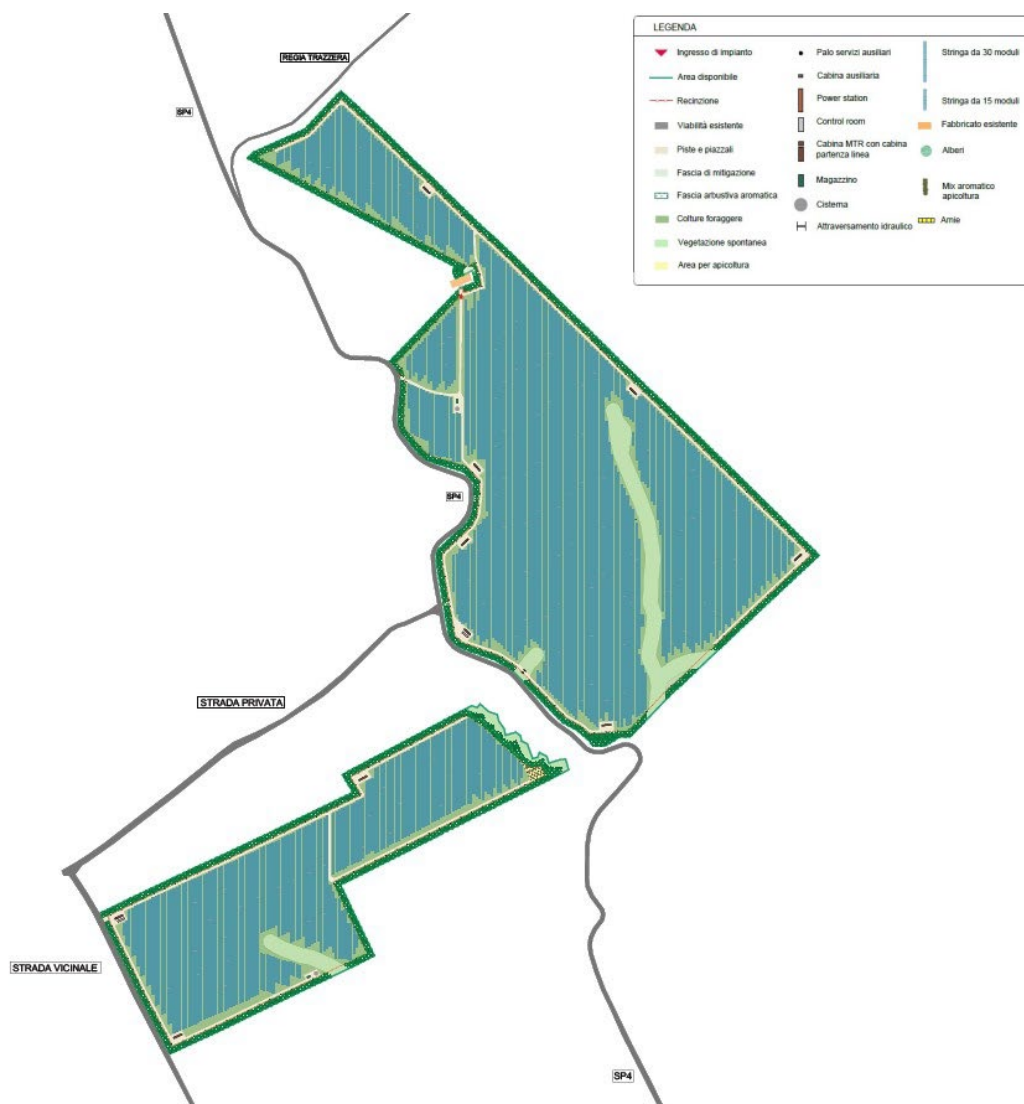 LEGENDA
Ingresso di impianto
Area disponibile
Recinzione
Viabilità esistente
Piste e piazzali
Fascia di mitigazione
Fascia arbustiva aromatica
Colture foraggere
Vegetazione spontanea
Area per apicoltura
Palo servizi ausiliari
Cabina ausiliaria
Power station
Control room
Cabina MTR con cabina
partenza linea
Magazzino
Cisterna
Attraversamento idraulico
Stringa da 30 moduli
Stringa da 15 moduli
Fabbricato esistente
Alberi
Mix aromatico
apicoltura
Arnie
REGIA TRAZZERA
SP4
SP4
STRADA PRIVATA
STRADA VICINALE
SP4